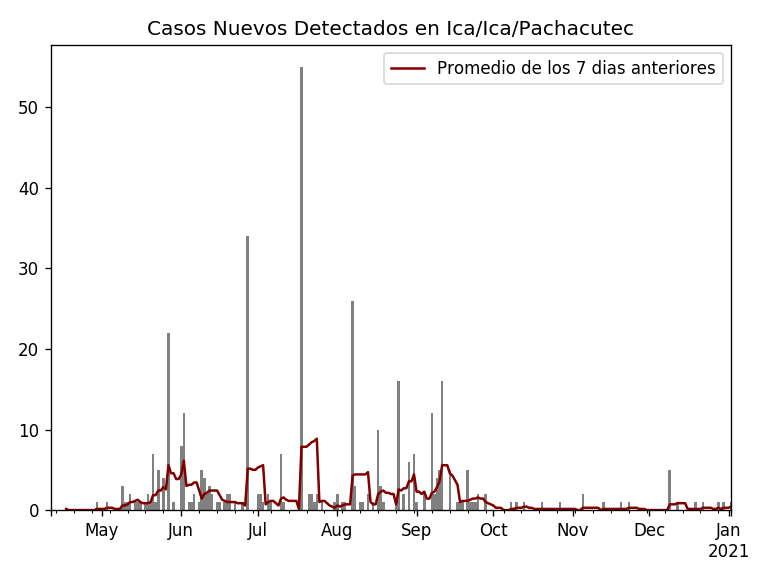 Casos Nuevos Detectados en Ica/Ica/Pachacutec
Promedio de los 7 dias anteriores
50
40
30
20
10
0
May Jun Jul Aug Sep Oct Nov Dec Jan
2021